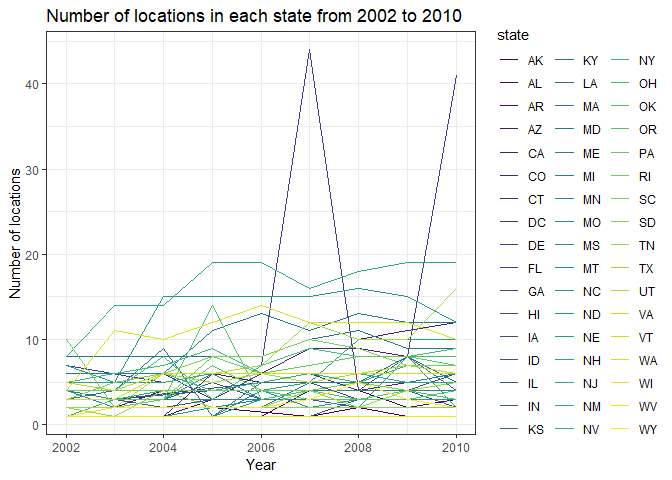 Number of locations in each state from 2002 to 2010
40
30
20
10
0
Number of locations
2002 2004 2006 2008 2010
Year
state
AK KY NY
AL LA OH
AR MA OK
AZ MD OR
CA ME PA
CO MI RI
CT MN SC
DC MO SD
DE MS TN
FL MT TX
GA NC UT
HI ND VA
IA NE VT
ID NH WA
IL NJ WI
IN NM WV
KS NV WY